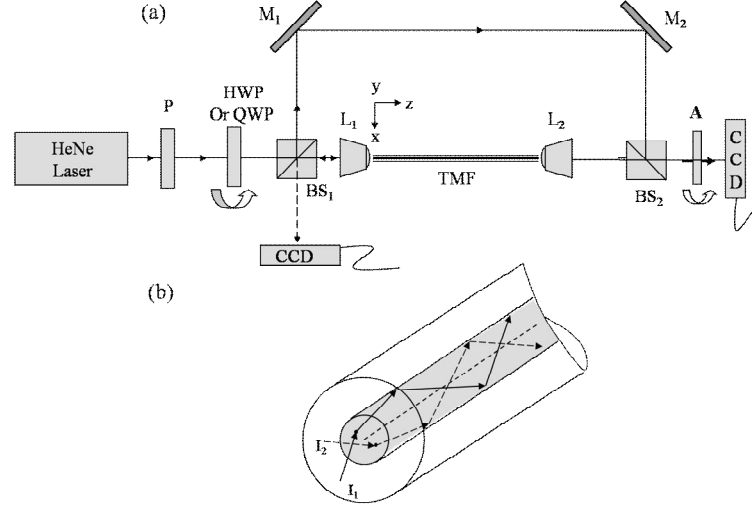 (a)
M1
M2
P
HWP
Or QWP
HeNe
Laser
BS1
L1
y
z
x
TMF
L2
BS2
A
C
C
D
CCD
(b)
I2
I1